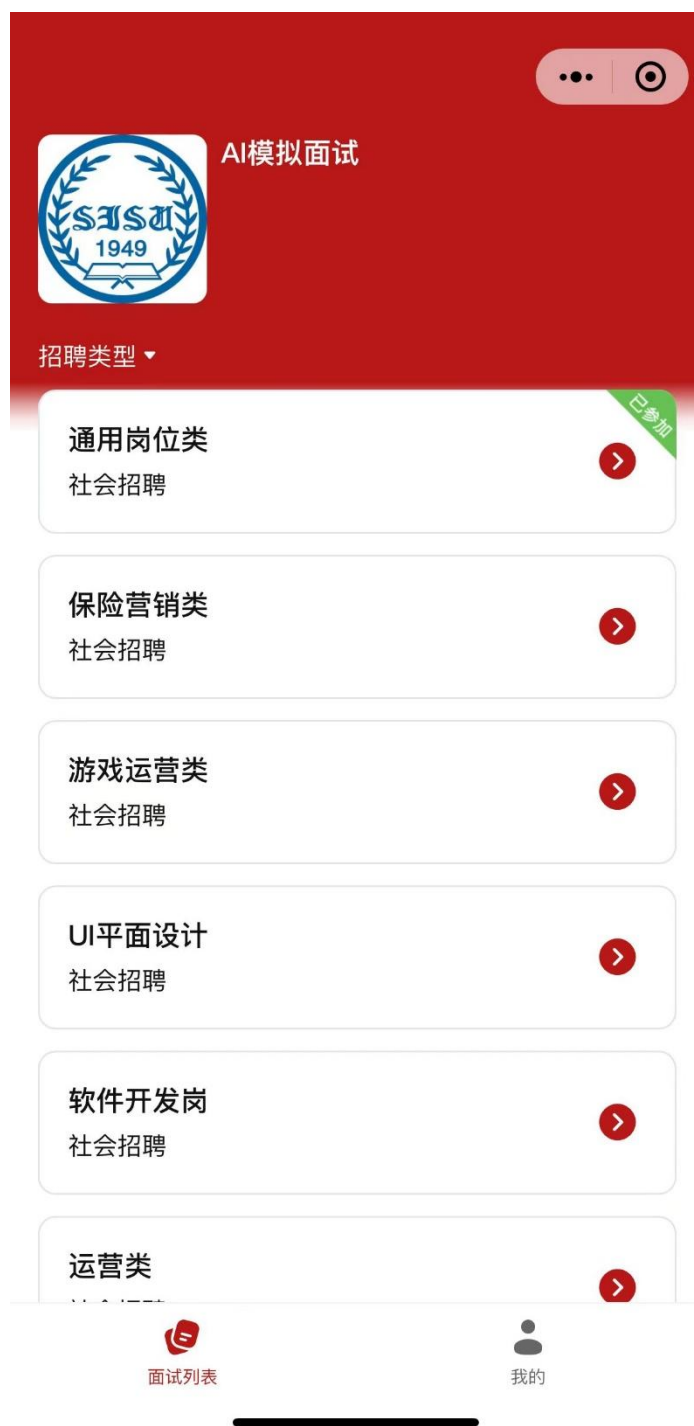 AI模拟面试
SISU
1949
招聘类型
已参加
通用岗位类
社会招聘
保险营销类
社会招聘
游戏运营类
社会招聘
UI平面设计
社会招聘
软件开发岗
社会招聘
运营类
面试列表
我的